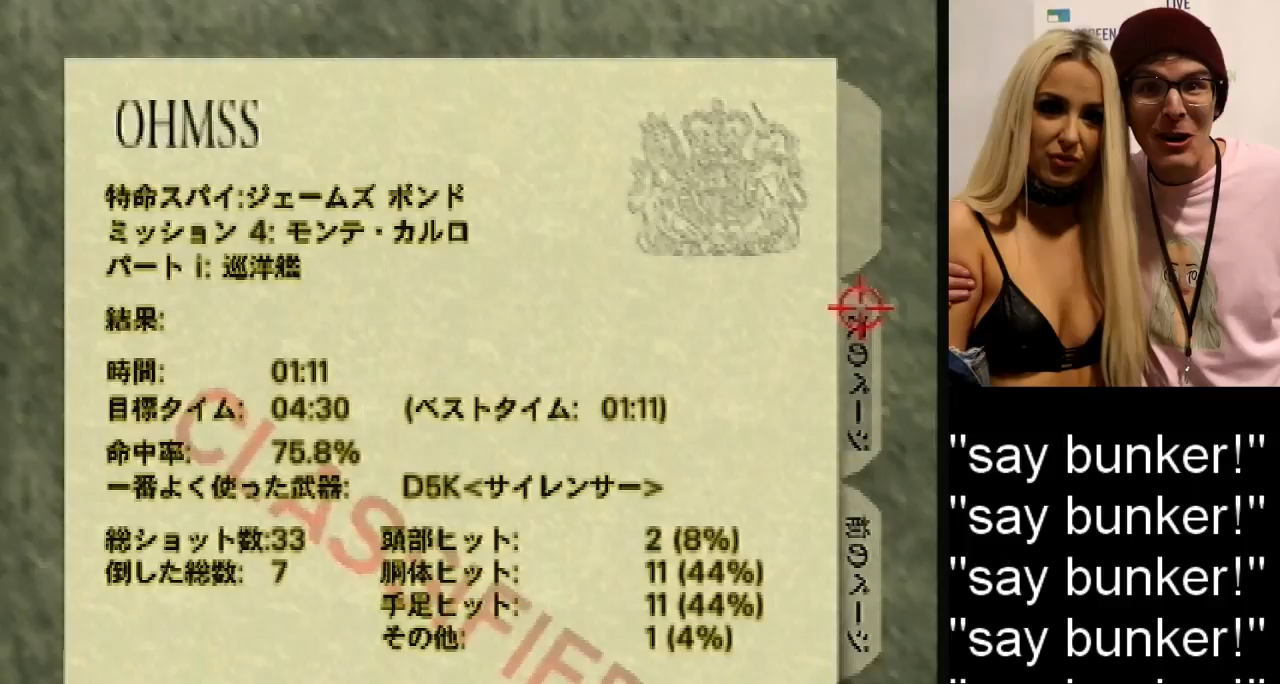 OHMSS
特命スパイ:ジェームズ ボンド
ミッション 4: モンテ・カルロ
パート i: 巡洋艦
結果:
時間: 01:11
目標タイム: 04:30 (ベストタイム: 01:11)
命中率: 75.8%
一番よく使った武器: D5K<サイレンサー>
総ショット数:33 頭部ヒット: 2 (8%)
倒した総数: 7 胴体ヒット: 11 (44%)
手足ヒット: 11 (44%)
その他: 1 (4%)
CLASSIFIED
のページ
前のページ
LIVE
"say bunker!"
"say bunker!"
"say bunker!"
"say bunker!"